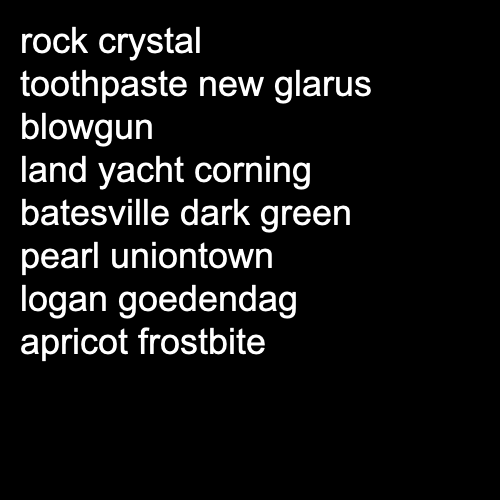 rock crystal
toothpaste new glarus
blowgun
land yacht corning
batesville dark green
pearl uniontown
logan goedendag
apricot frostbite